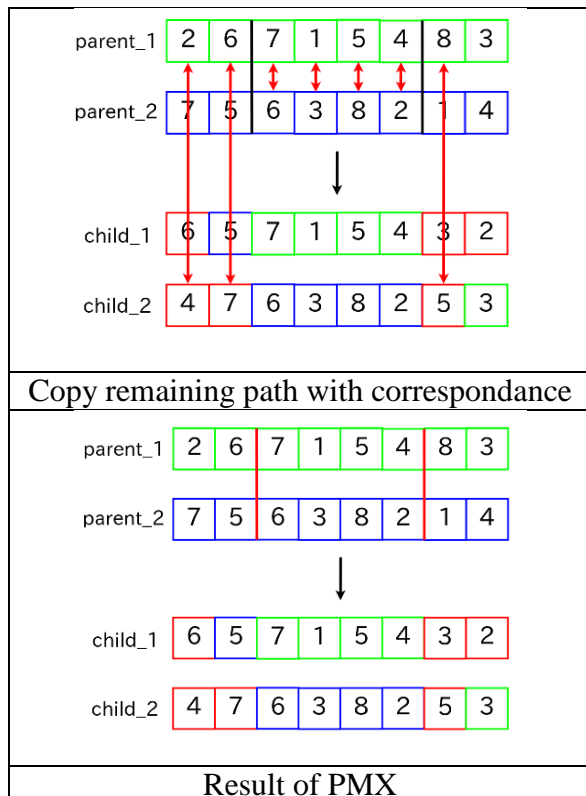 parent_1 2 6 7 1 5 4 8 3
parent_2 7 5 6 3 8 2 1 4
child_1 6 5 7 1 5 4 3 2
child_2 4 7 6 3 8 2 5 3
Copy remaining path with correspondance
parent_1 2 6 7 1 5 4 8 3
parent_2 7 5 6 3 8 2 1 4
child_1 6 5 7 1 5 4 3 2
child_2 4 7 6 3 8 2 5 3
Result of PMX